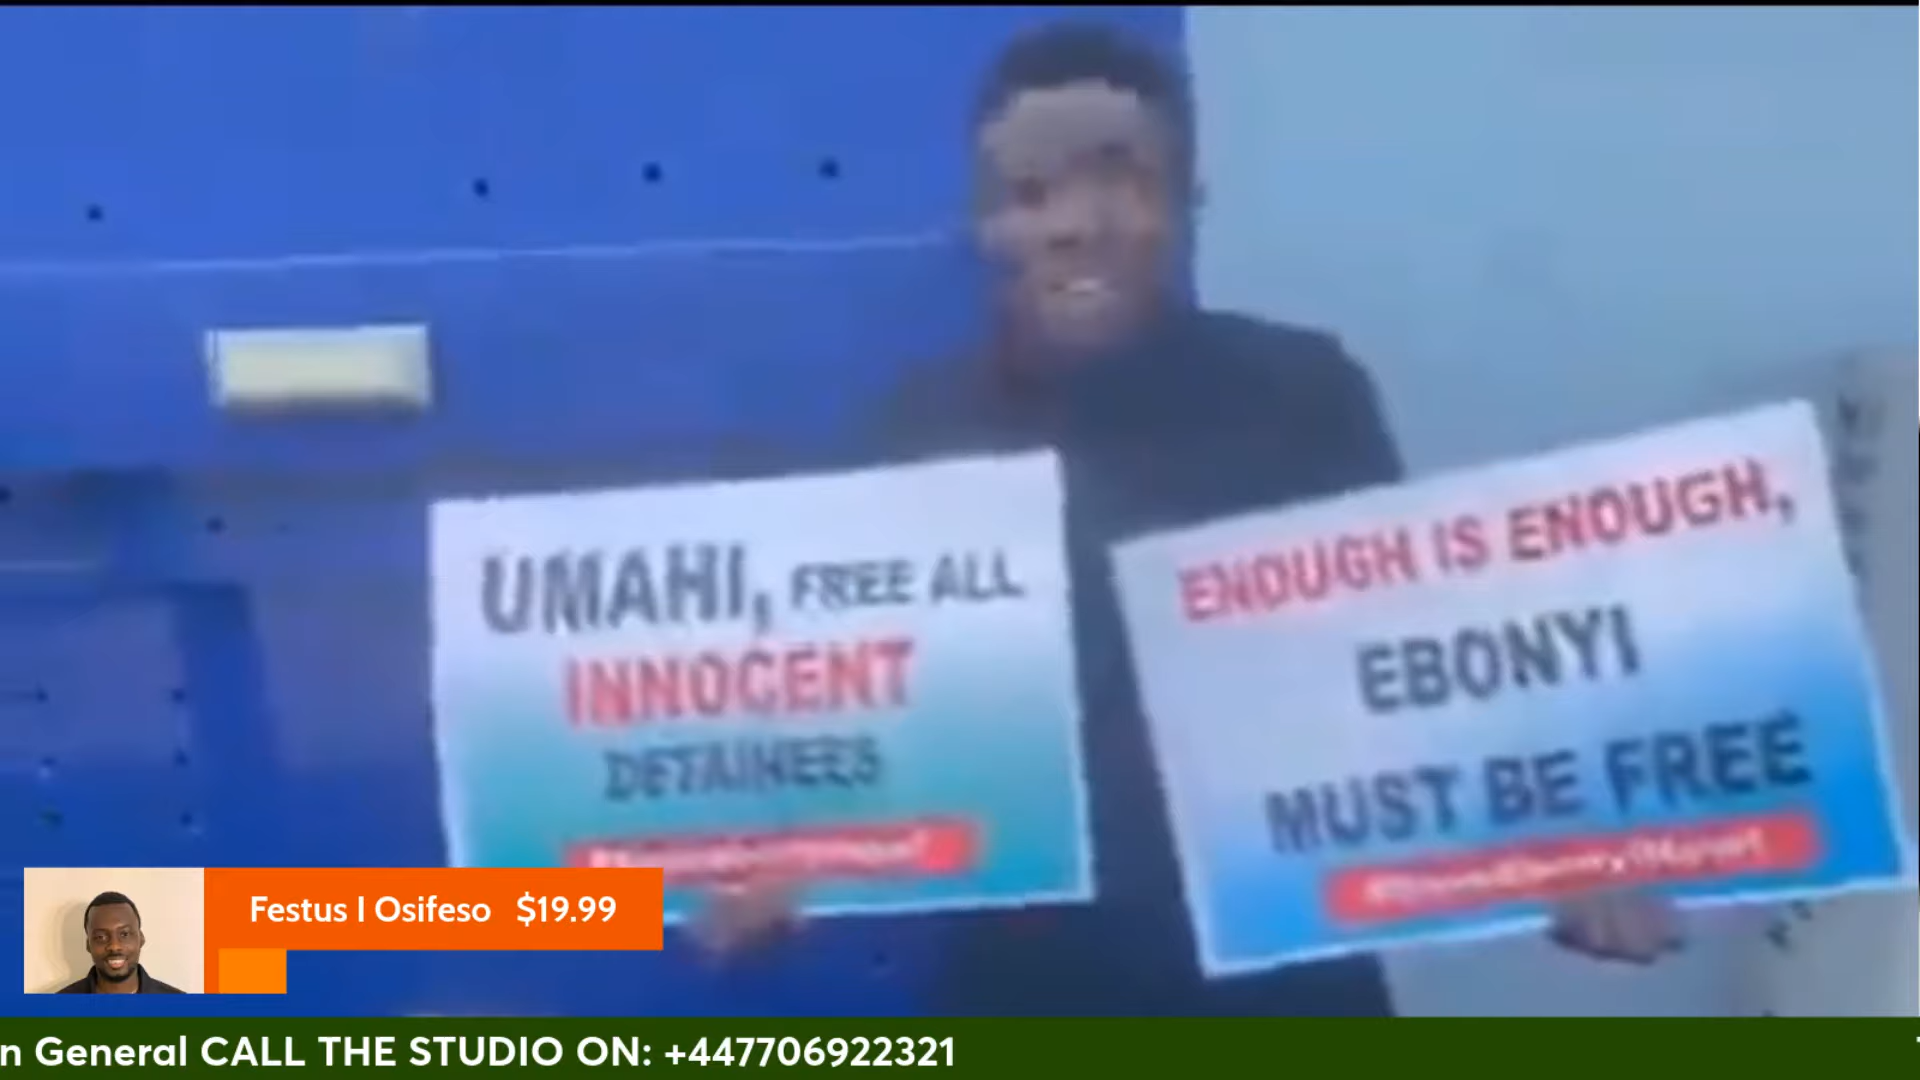 UMAHI, FREE ALL
INNOCENT
DETAINEES
ENOUGH IS ENOUGH,
EBONYI
MUST BE FREE
Festus I Osifeso $19.99
n General CALL THE STUDIO ON: +447706922321